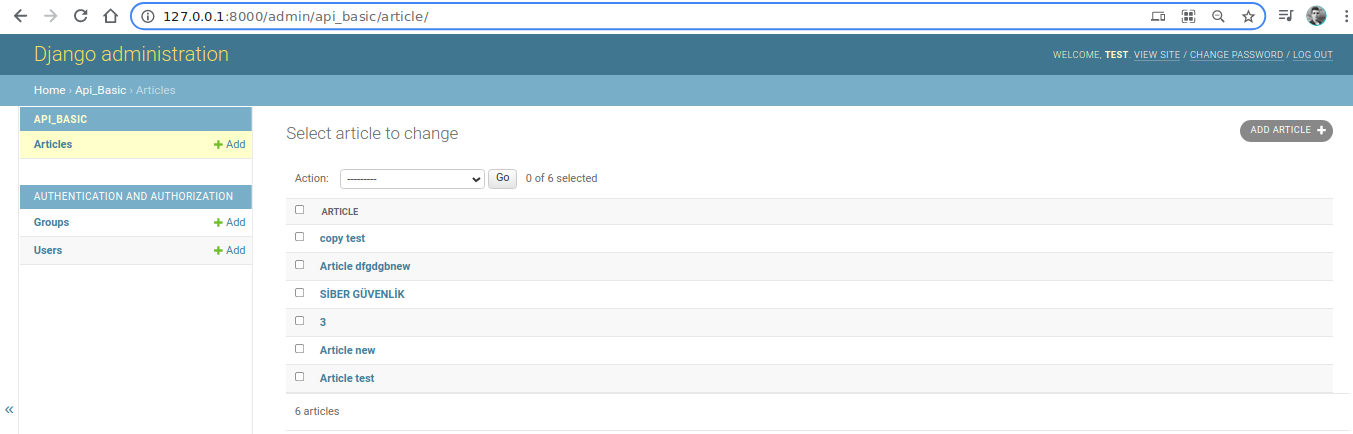 127.0.0.1:8000/admin/api_basic/article/
Django administration
WELCOME, TEST. VIEW SITE / CHANGE PASSWORD / LOG OUT
Home › Api_Basic › Articles
API_BASIC
Articles + Add
AUTHENTICATION AND AUTHORIZATION
Groups + Add
Users + Add
«
Select article to change
ADD ARTICLE +
Action: --------- Go 0 of 6 selected
ARTICLE
copy test
Article dfgdgbnew
SİBER GÜVENLİK
3
Article new
Article test
6 articles